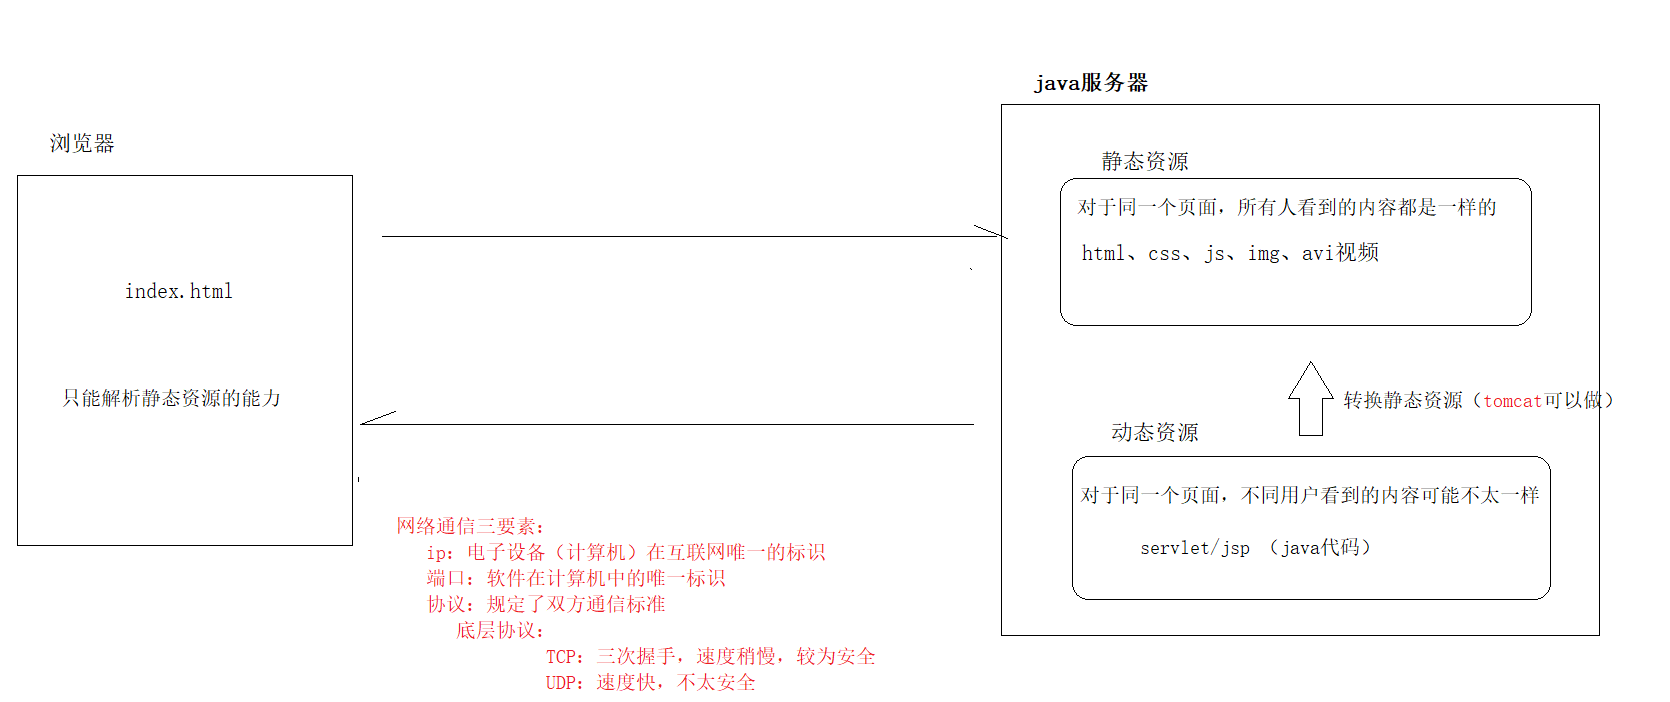 java服务器
浏览器
静态资源
对于同一个页面，所有人看到的内容都是一样的
html、css、js、img、avi视频
index.html
只能解析静态资源的能力
转换静态资源（tomcat可以做）
动态资源
对于同一个页面，不同用户看到的内容可能不太一样
servlet/jsp （java代码）
网络通信三要素：
ip：电子设备（计算机）在互联网唯一的标识
端口：软件在计算机中的唯一标识
协议：规定了双方通信标准
底层协议：
TCP：三次握手，速度稍慢，较为安全
UDP：速度快，不太安全